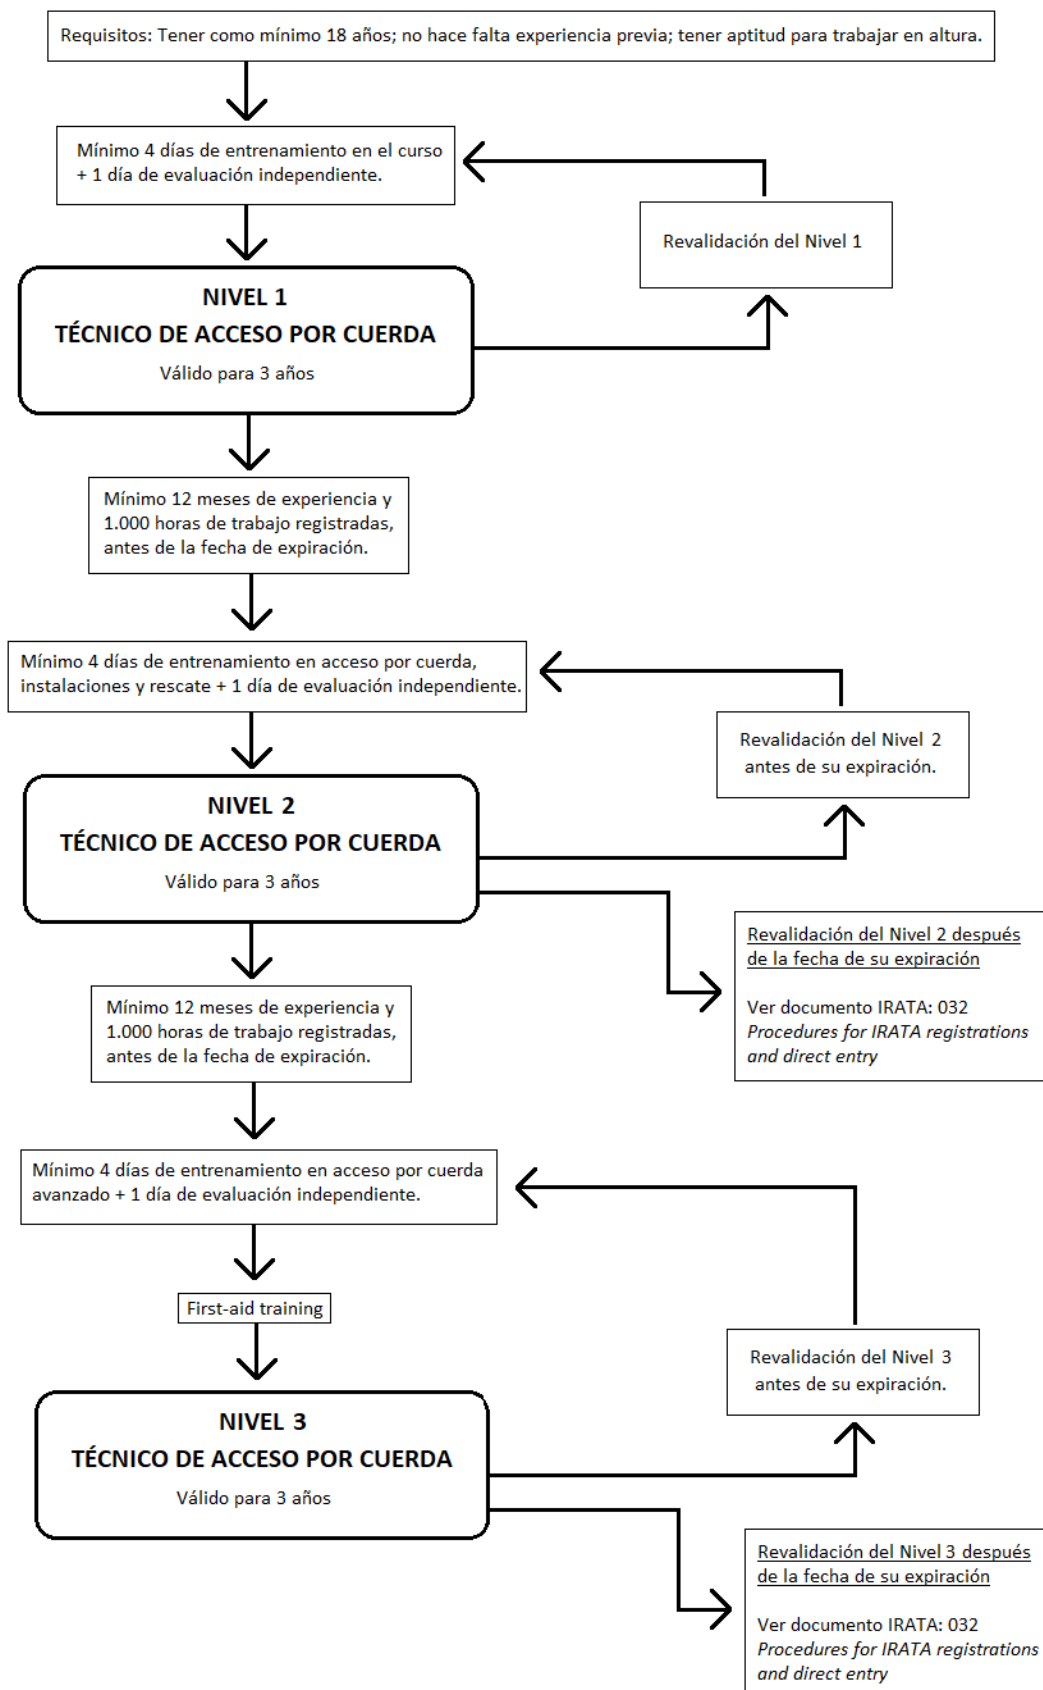 Requisitos: Tener como mínimo 18 años; no hace falta experiencia previa; tener aptitud para trabajar en altura.
Mínimo 4 días de entrenamiento en el curso
+ 1 día de evaluación independiente.
Revalidación del Nivel 1
NIVEL 1
TÉCNICO DE ACCESO POR CUERDA
Válido para 3 años
Mínimo 12 meses de experiencia y
1.000 horas de trabajo registradas,
antes de la fecha de expiración.
Mínimo 4 días de entrenamiento en acceso por cuerda,
instalaciones y rescate + 1 día de evaluación independiente.
Revalidación del Nivel 2
antes de su expiración.
NIVEL 2
TÉCNICO DE ACCESO POR CUERDA
Válido para 3 años
Revalidación del Nivel 2 después
de la fecha de su expiración
Ver documento IRATA: 032
Procedures for IRATA registrations
and direct entry
Mínimo 12 meses de experiencia y
1.000 horas de trabajo registradas,
antes de la fecha de expiración.
Mínimo 4 días de entrenamiento en acceso por cuerda
avanzado + 1 día de evaluación independiente.
First-aid training
Revalidación del Nivel 3
antes de su expiración.
NIVEL 3
TÉCNICO DE ACCESO POR CUERDA
Válido para 3 años
Revalidación del Nivel 3 después
de la fecha de su expiración
Ver documento IRATA: 032
Procedures for IRATA registrations
and direct entry